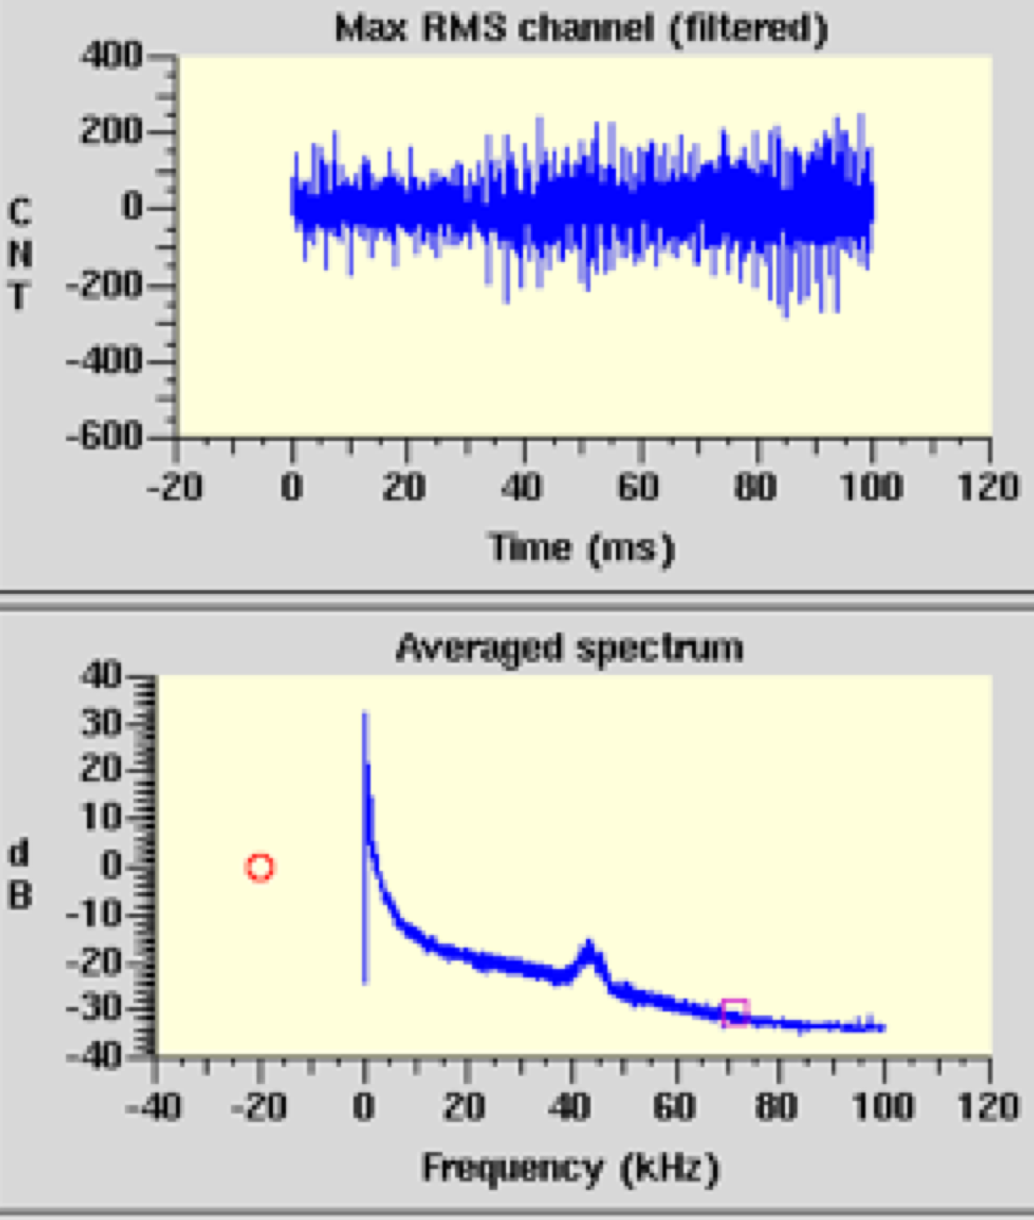 Max RMS channel (filtered)
400
200
0
-200
-400
-600
C
N
T
-20 0 20 40 60 80 100 120
Time (ms)
Averaged spectrum
40
30
20
10
0
-10
-20
-30
-40
d
B
-40 -20 0 20 40 60 80 100 120
Frequency (kHz)